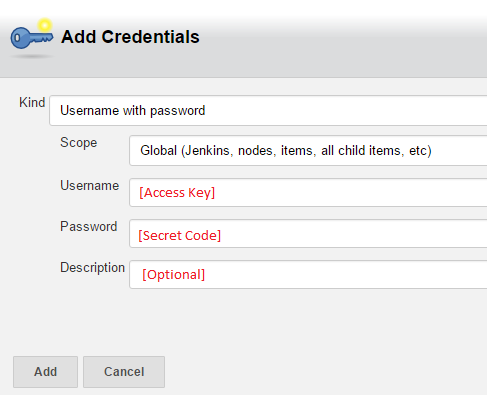 Add Credentials
Kind
Username with password
Scope
Global (Jenkins, nodes, items, all child items, etc)
Username
[Access Key]
Password
[Secret Code]
Description
[Optional]
Add
Cancel